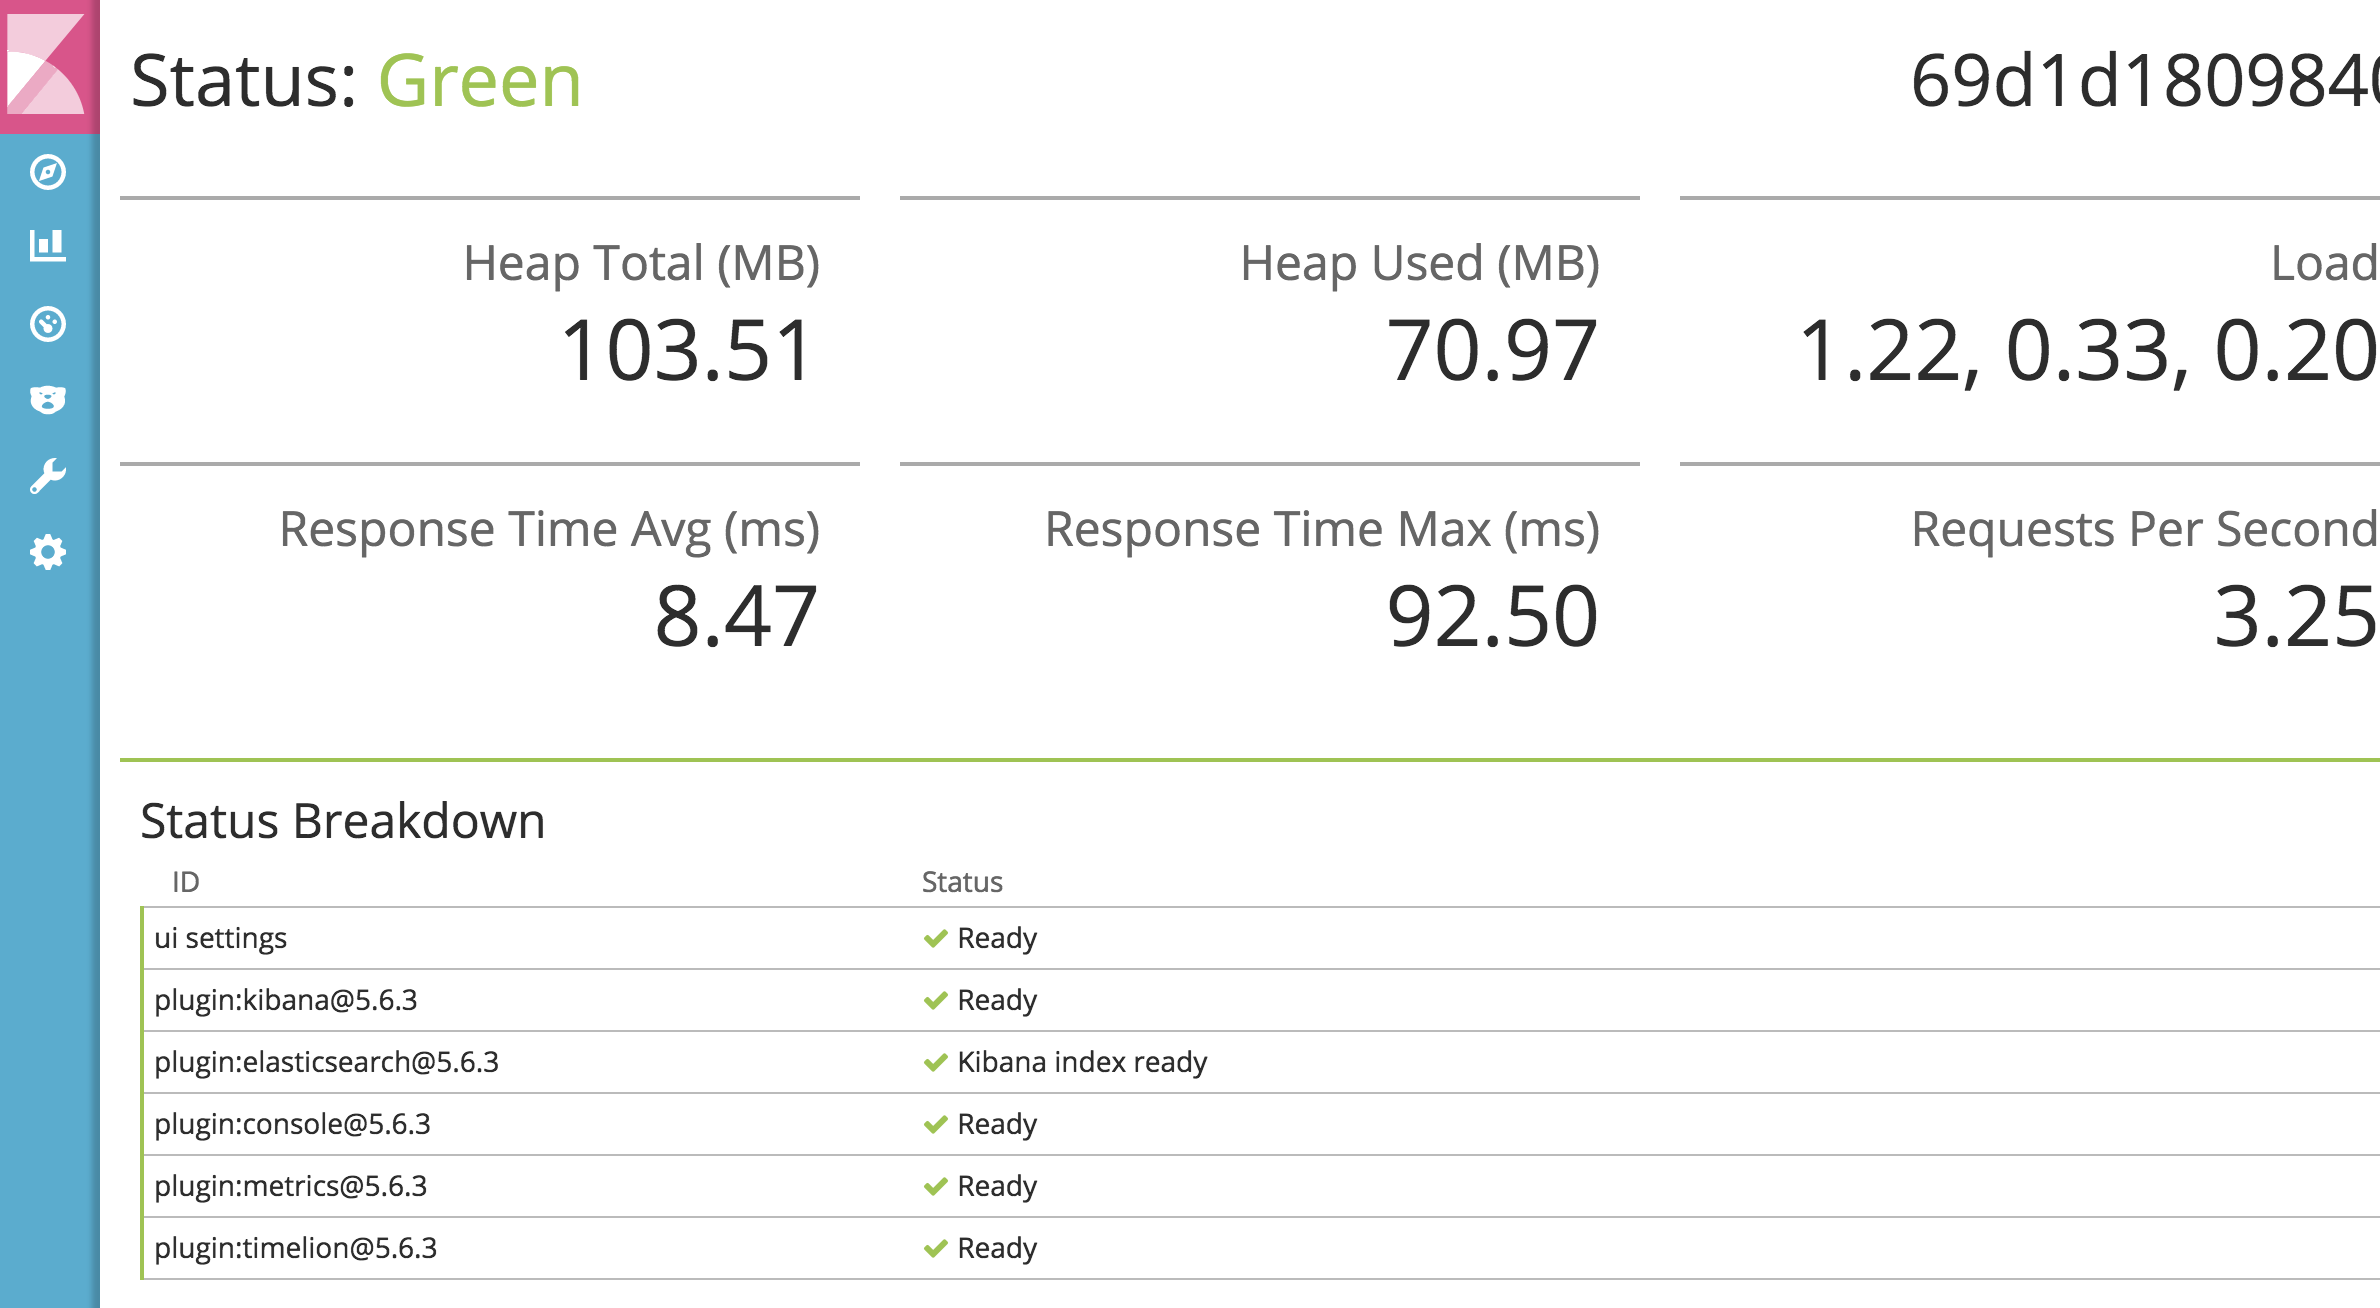 Status: Green
69d1d180984
Heap Total (MB)
103.51
Heap Used (MB)
70.97
Load
1.22, 0.33, 0.20
Response Time Avg (ms)
8.47
Response Time Max (ms)
92.50
Requests Per Second
3.25
Status Breakdown
ID Status
ui settings Ready
plugin:kibana@5.6.3 Ready
plugin:elasticsearch@5.6.3 Kibana index ready
plugin:console@5.6.3 Ready
plugin:metrics@5.6.3 Ready
plugin:timelion@5.6.3 Ready